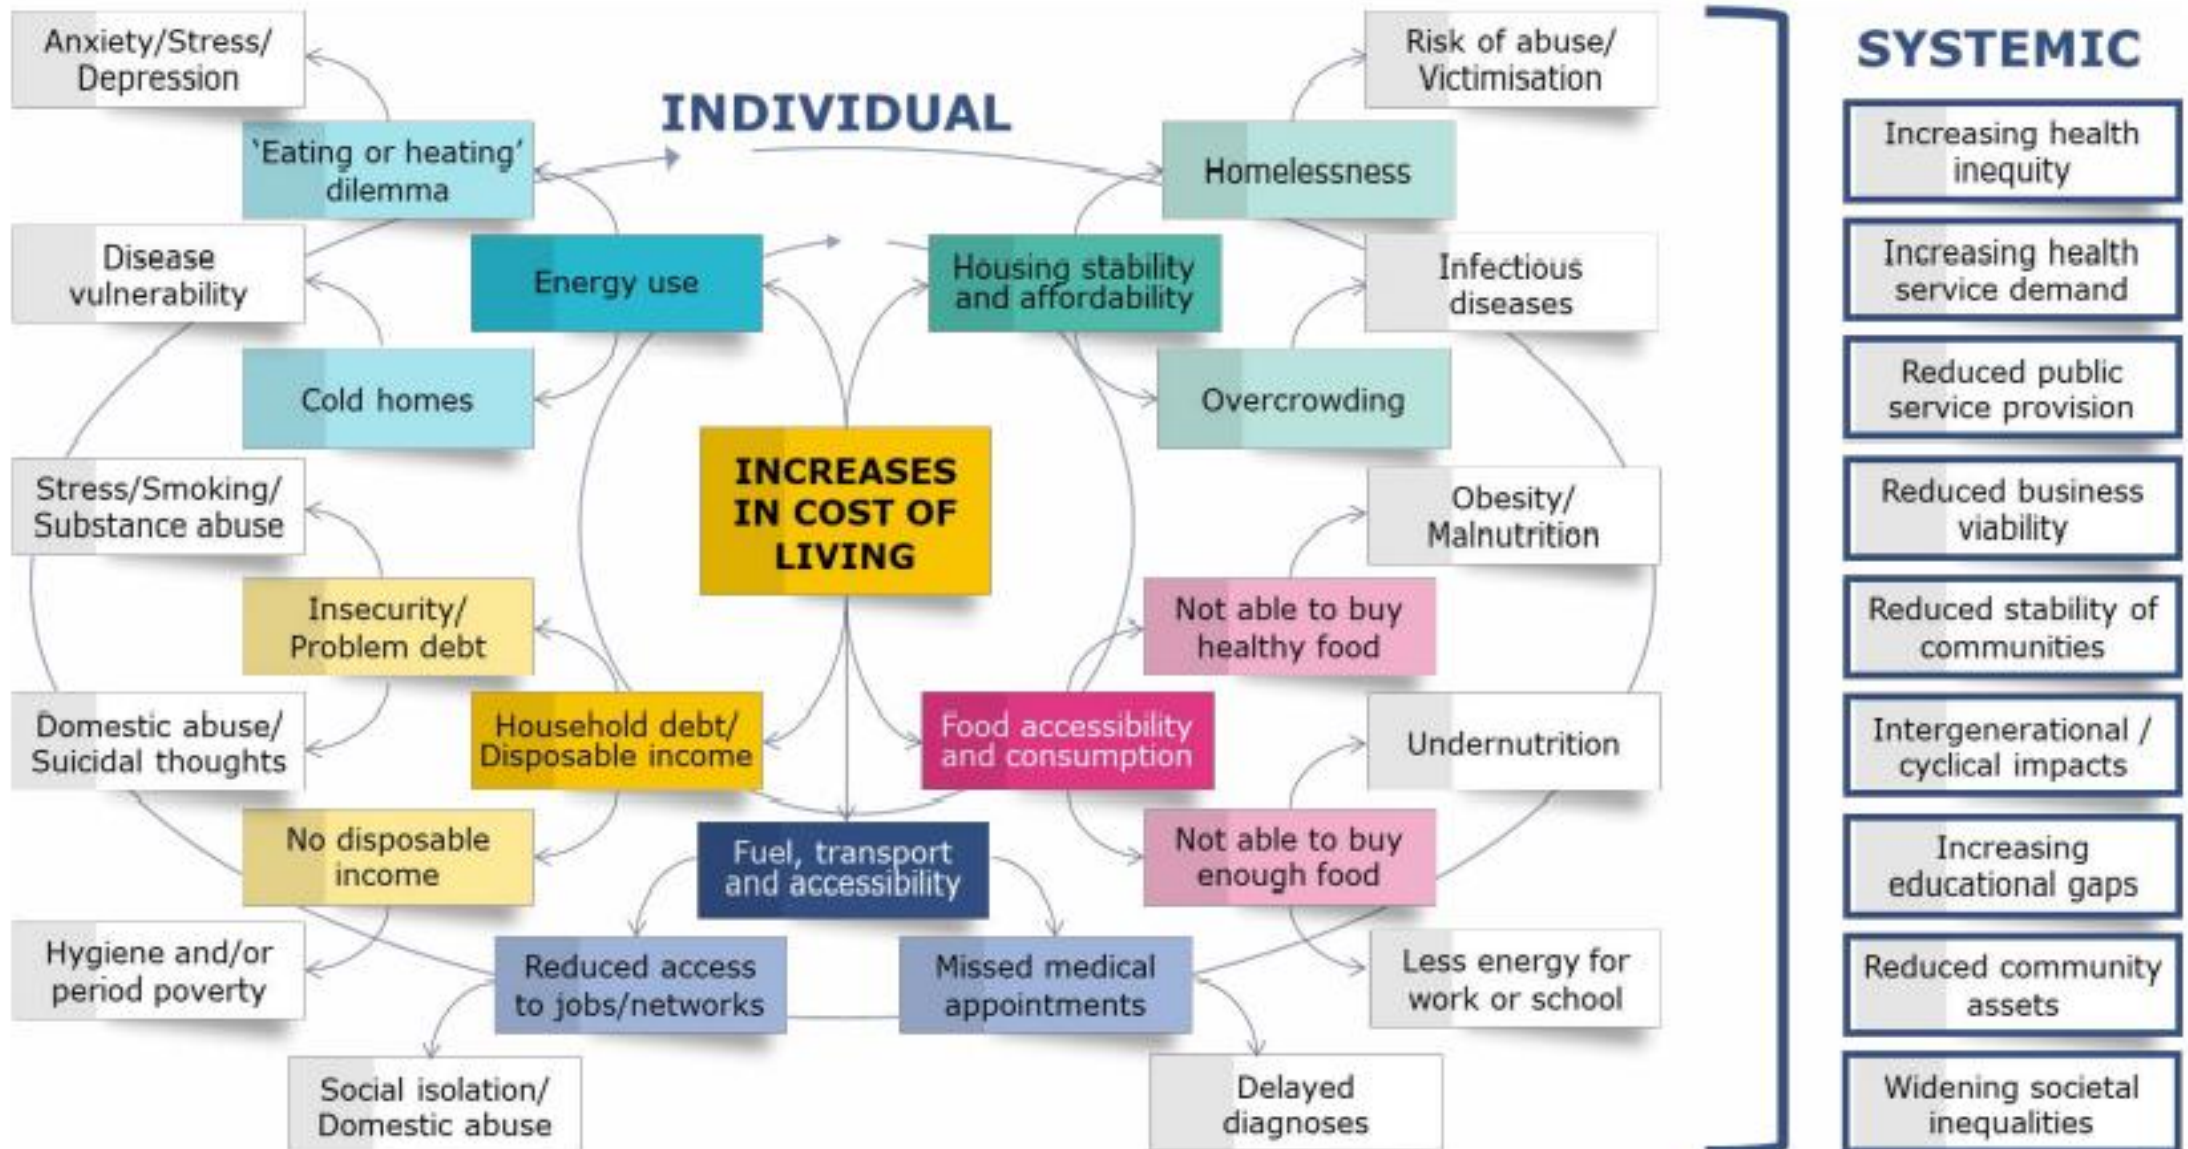 Anxiety/Stress/
Depression
INDIVIDUAL
Risk of abuse/
Victimisation
SYSTEMIC
'Eating or heating'
dilemma
Homelessness
Increasing health
inequity
Disease
vulnerability
Energy use
Housing stability
and affordability
Infectious
diseases
Increasing health
service demand
Cold homes
Overcrowding
Reduced public
service provision
Stress/Smoking/
Substance abuse
INCREASES
IN COST OF
LIVING
Obesity/
Malnutrition
Reduced business
viability
Insecurity/
Problem debt
Not able to buy
healthy food
Reduced stability of
communities
Domestic abuse/
Suicidal thoughts
Household debt/
Disposable income
Food accessibility
and consumption
Undernutrition
Intergenerational /
cyclical impacts
No disposable
income
Fuel, transport
and accessibility
Not able to buy
enough food
Increasing
educational gaps
Hygiene and/or
period poverty
Reduced access
to jobs/networks
Missed medical
appointments
Less energy for
work or school
Reduced community
assets
Social isolation/
Domestic abuse
Delayed
diagnoses
Widening societal
inequalities